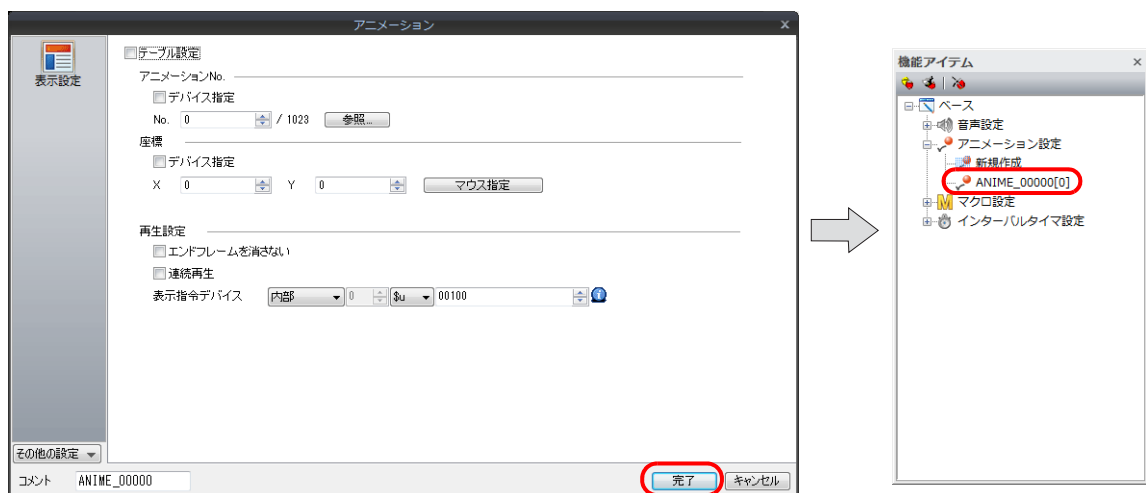 アニメーション
表示設定
テーブル設定
アニメーションNo.
デバイス指定
No. 0 / 1023 参照...
座標
デバイス指定
X 0 Y 0 マウス指定
再生設定
エンドフレームを消さない
連続再生
表示指令デバイス 内部 0 $u 00100
その他の設定
コメント ANIME_00000 完了 キャンセル
機能アイテム
ベース
音声設定
アニメーション設定
新規作成
ANIME_00000[0]
マクロ設定
インターバルタイマ設定